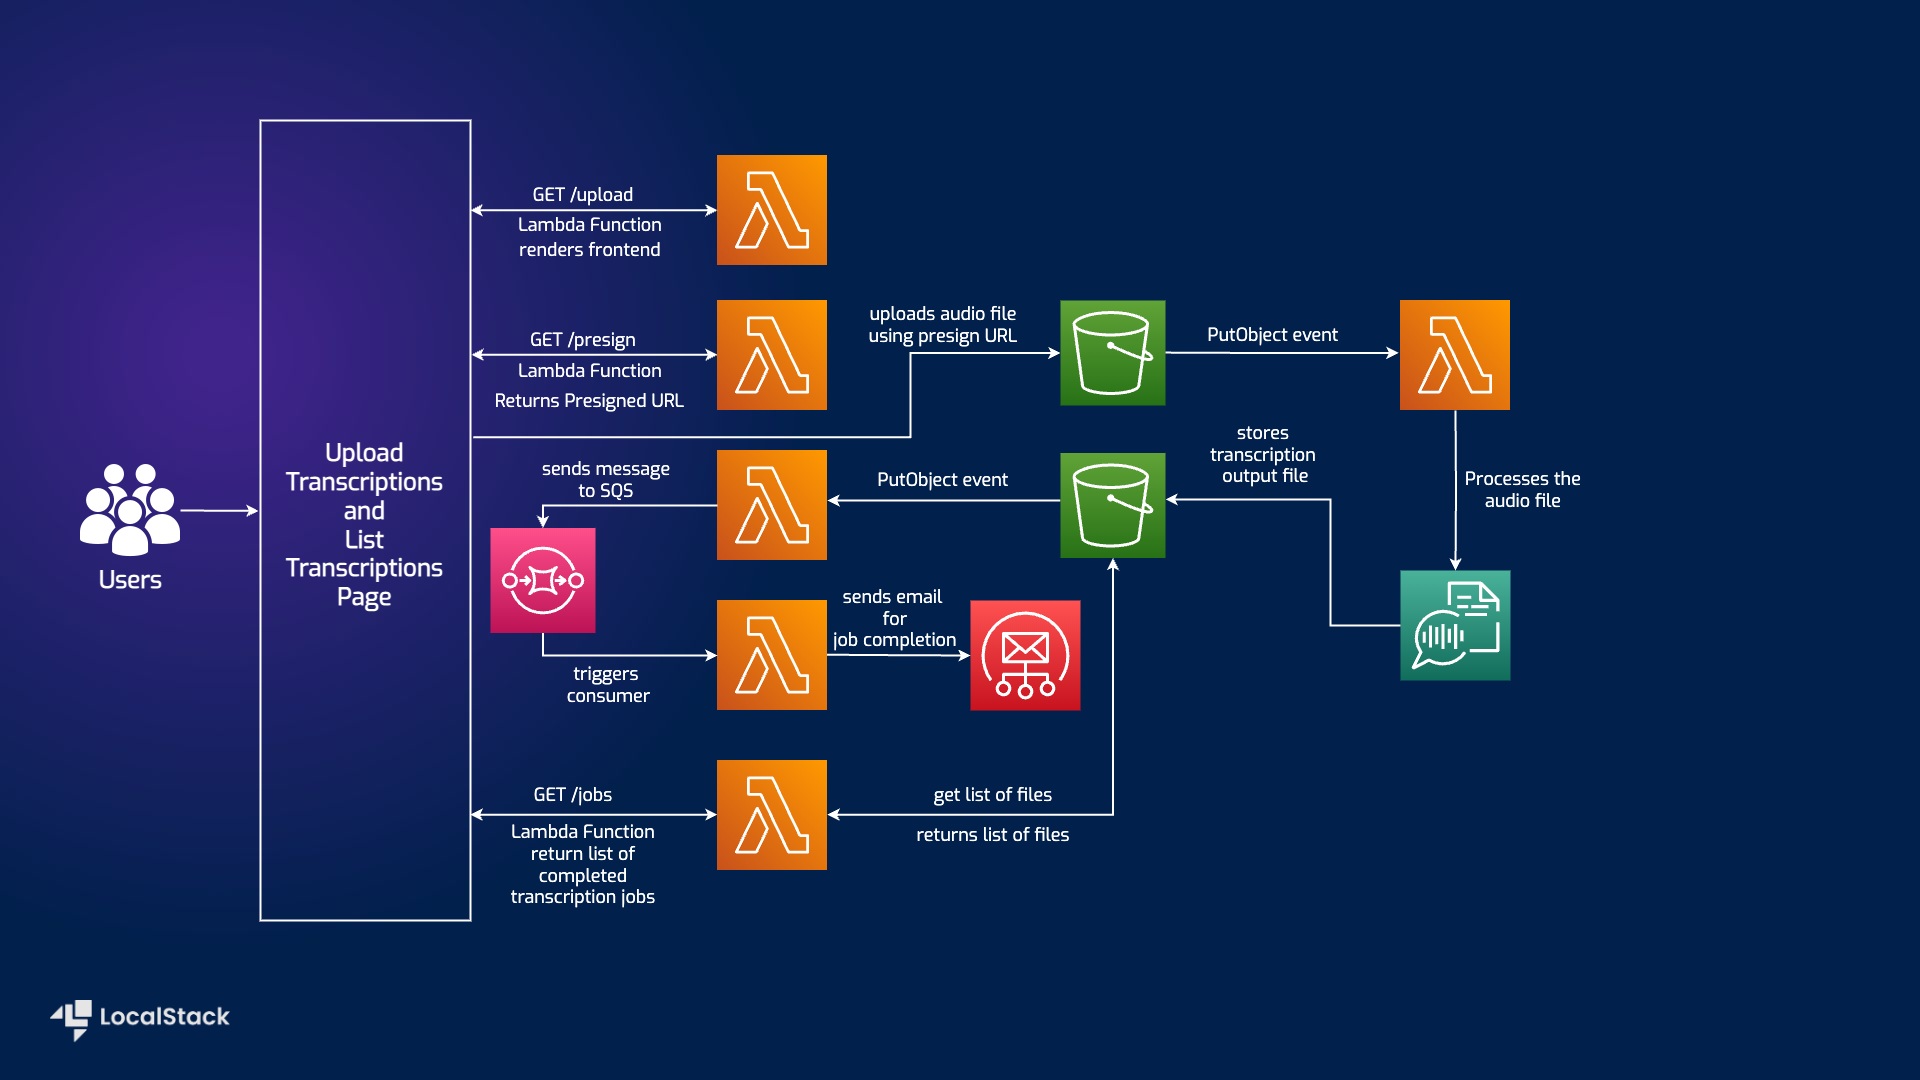 GET /upload
Lambda Function
renders frontend
GET /presign
Lambda Function
Returns Presigned URL
uploads audio file
using presign URL
PutObject event
Users
Upload
Transcriptions
and
List
Transcriptions
Page
sends message
to SQS
PutObject event
stores
transcription
output file
Processes the
audio file
triggers
consumer
sends email
for
job completion
GET /jobs
Lambda Function
return list of
completed
transcription jobs
get list of files
returns list of files
LocalStack